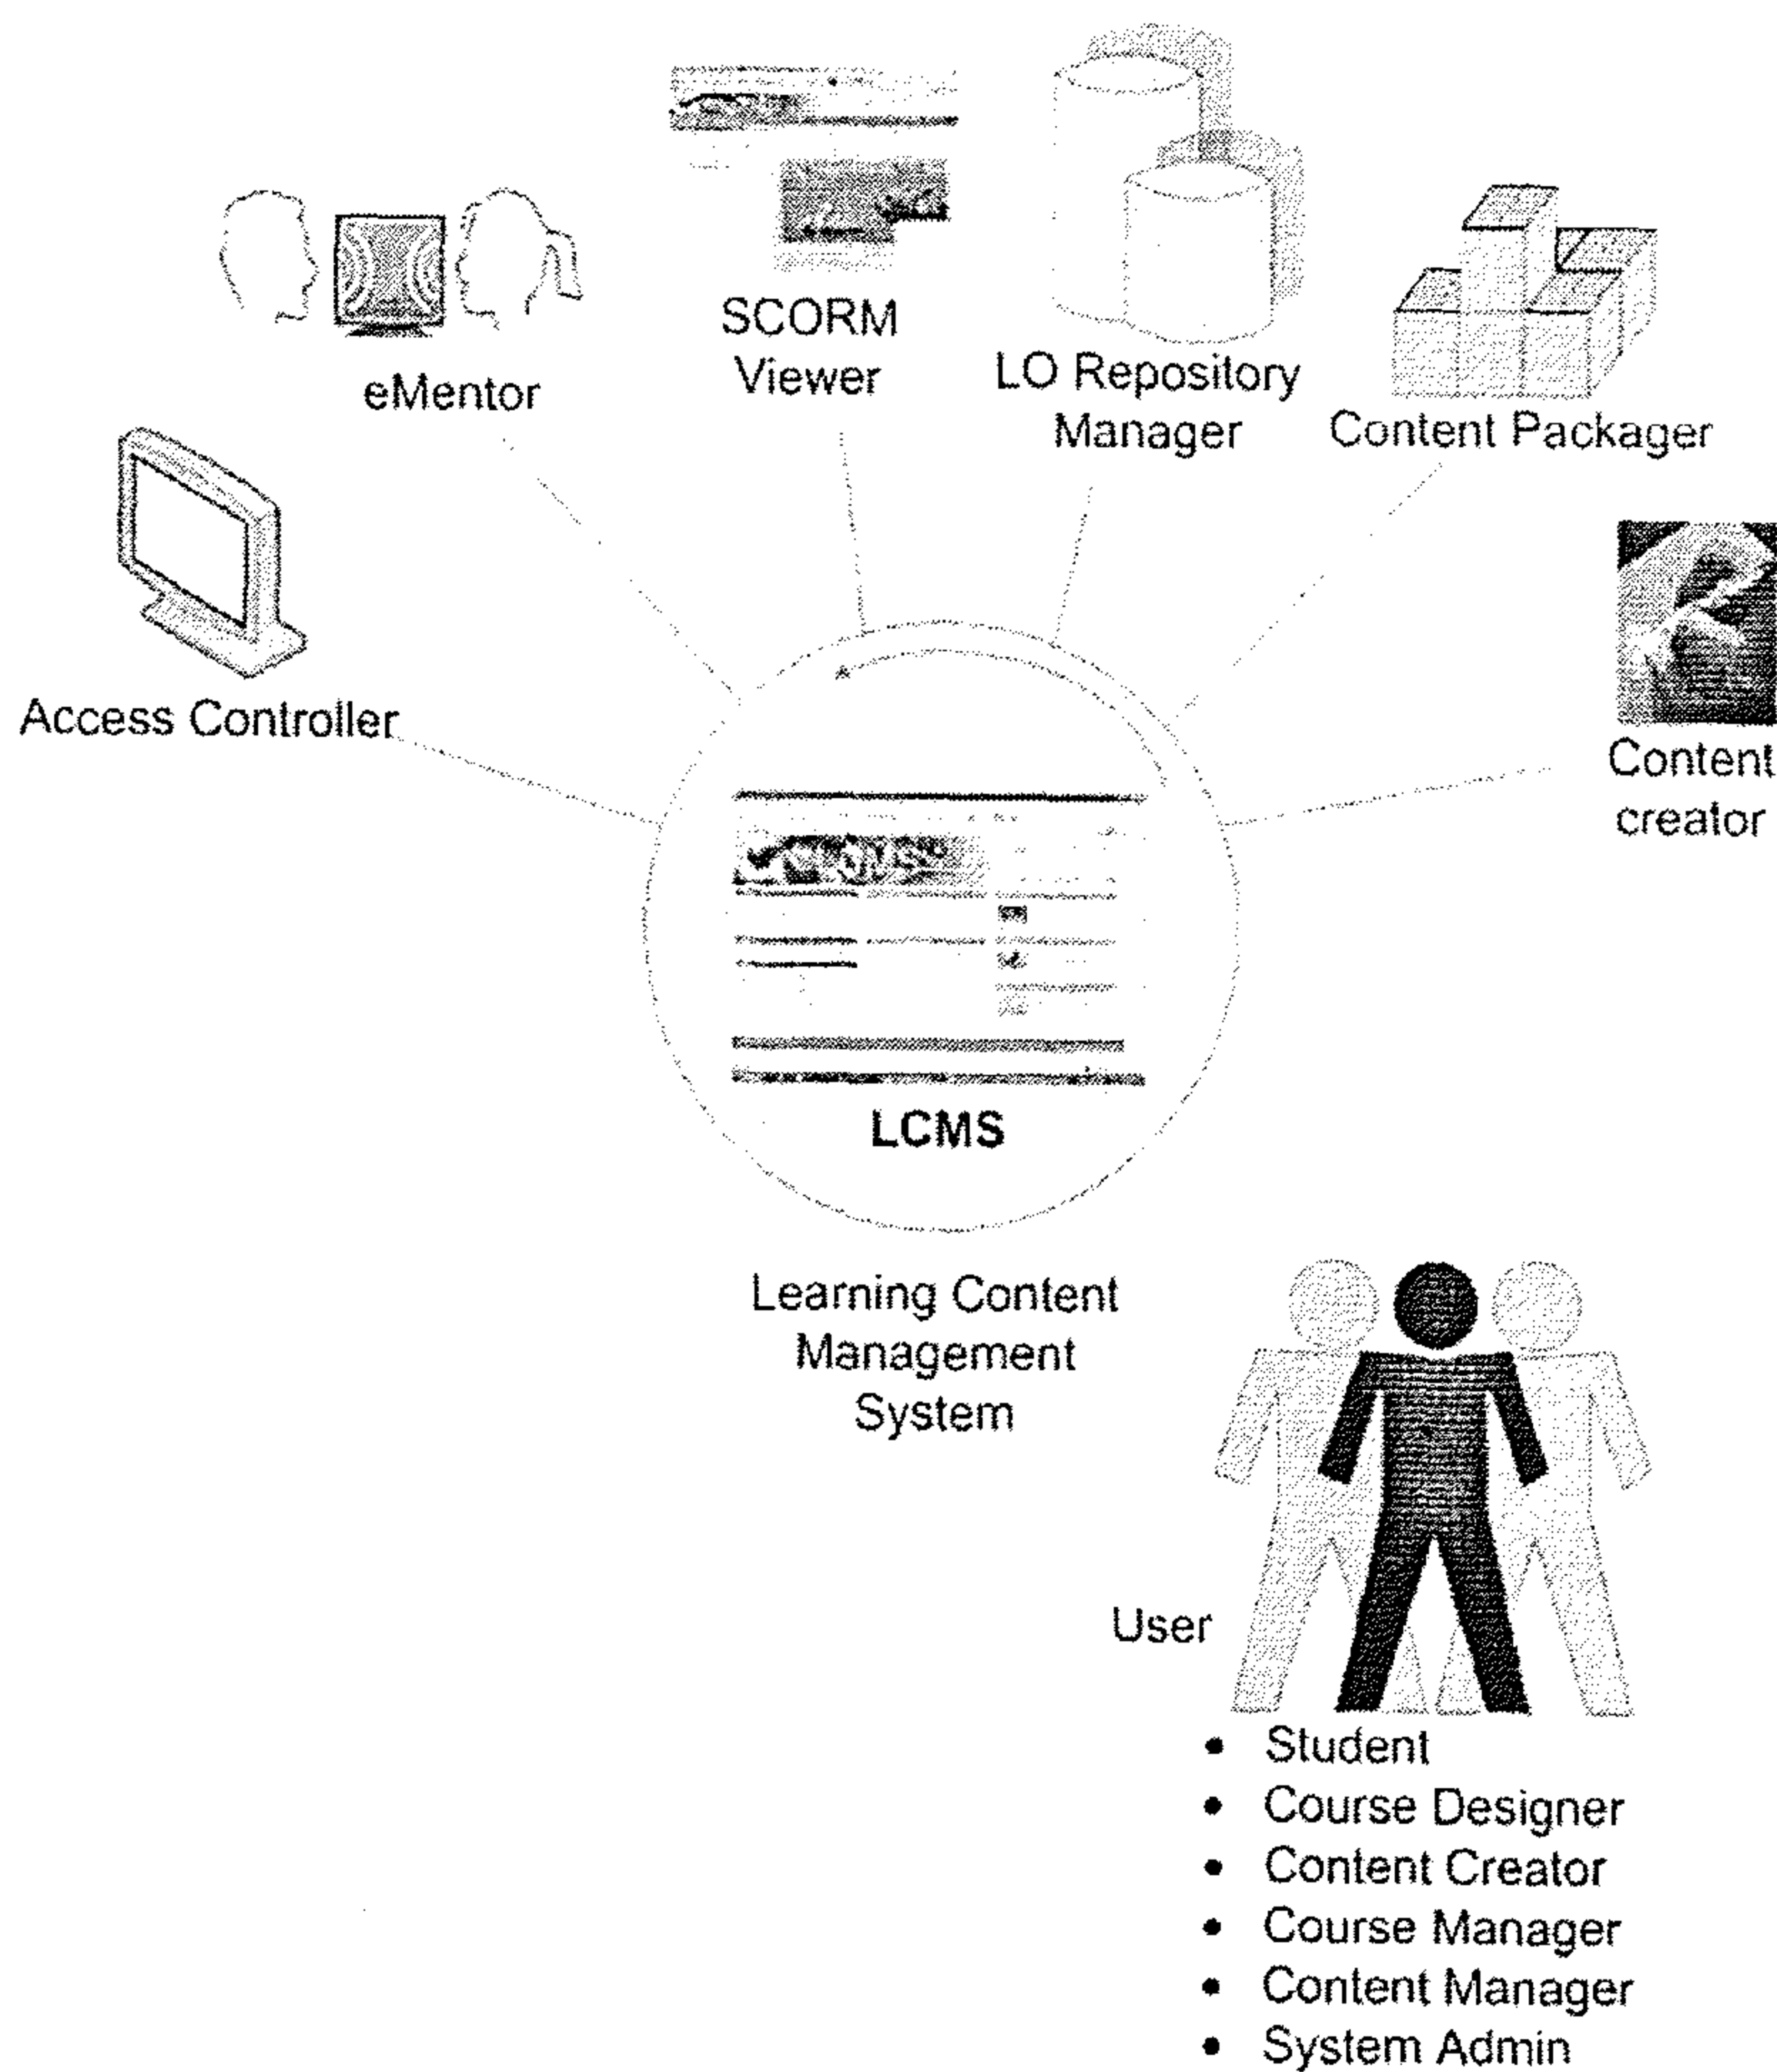 SCORM
Viewer
LO Repository
Manager
eMentor
Content Packager
Access Controller
Content
creator
LCMS
Learning Content
Management
System
User
• Student
• Course Designer
• Content Creator
• Course Manager
• Content Manager
• System Admin